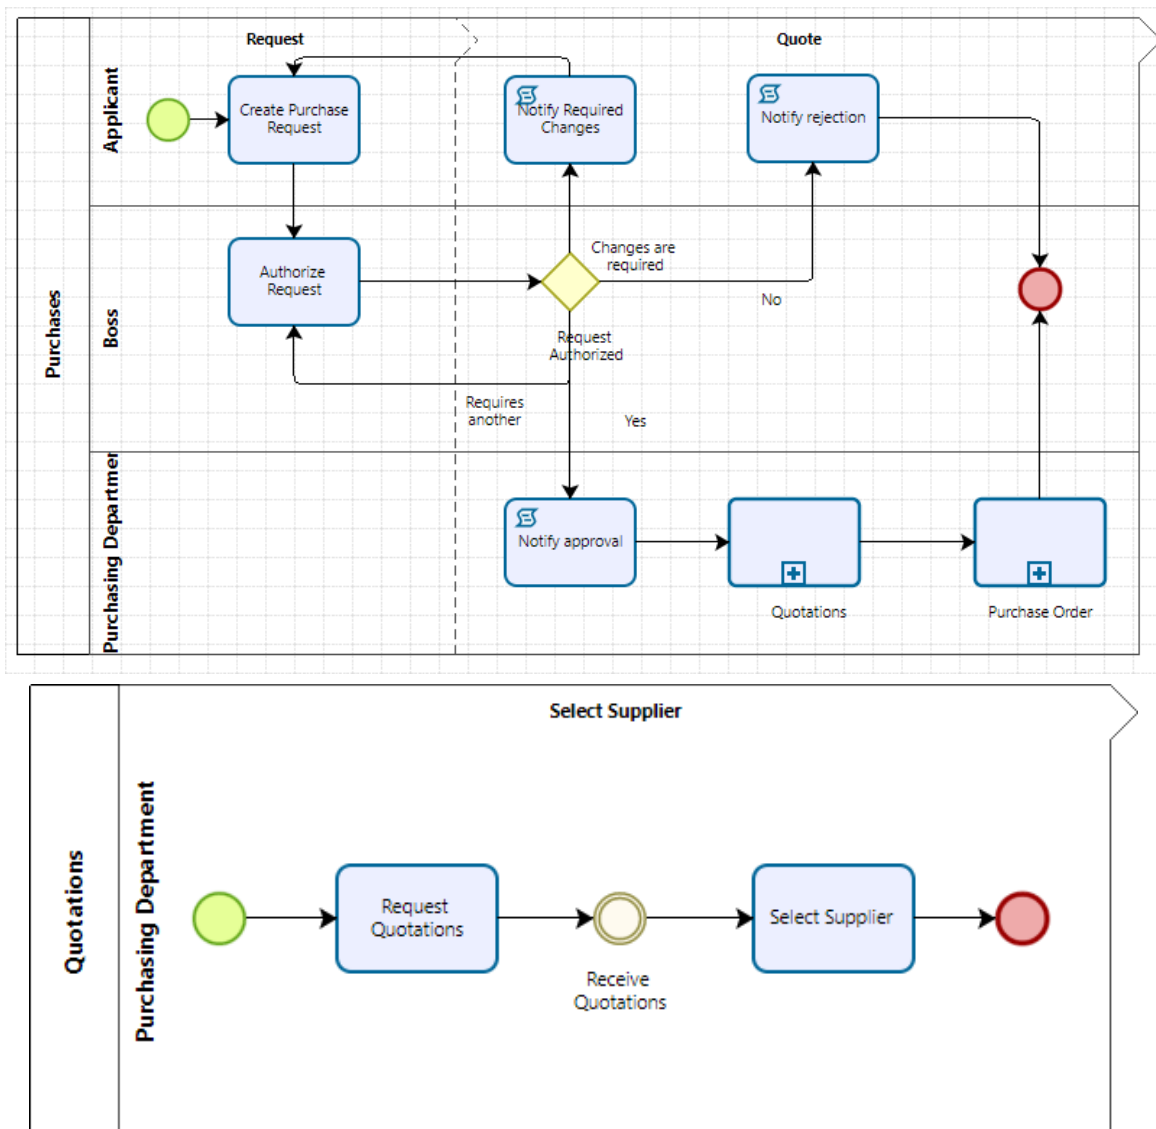 Request
Quote
Purchases
Applicant
Create Purchase
Request
Notify Required
Changes
Notify rejection
Boss
Authorize
Request
Changes are
required
No
Request
Authorized
Requires
another
Yes
Purchasing Departmen
Notify approval
Quotations
Purchase Order
Select Supplier
Quotations
Purchasing Department
Request
Quotations
Receive
Quotations
Select Supplier